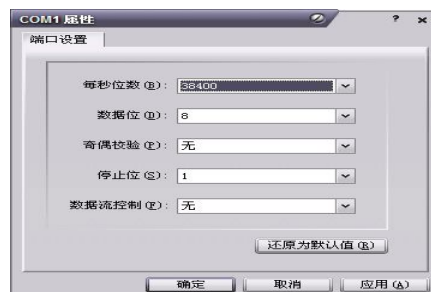 COM1 属性
端口设置
每秒位数(B): 38400
数据位(D): 8
奇偶校验(P): 无
停止位(S): 1
数据流控制(F): 无
还原为默认值(R)
确定 取消 应用(A)